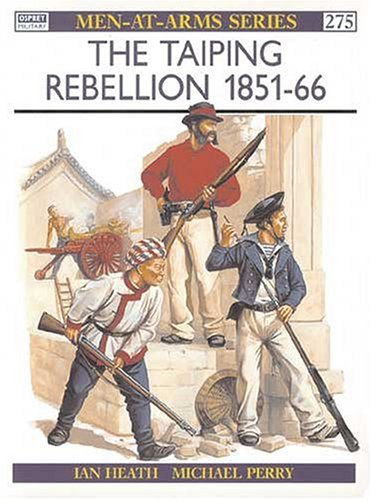 OSPREY
MILITARY
MEN-AT-ARMS SERIES
275
THE TAIPING
REBELLION 1851-66
IAN HEATH MICHAEL PERRY